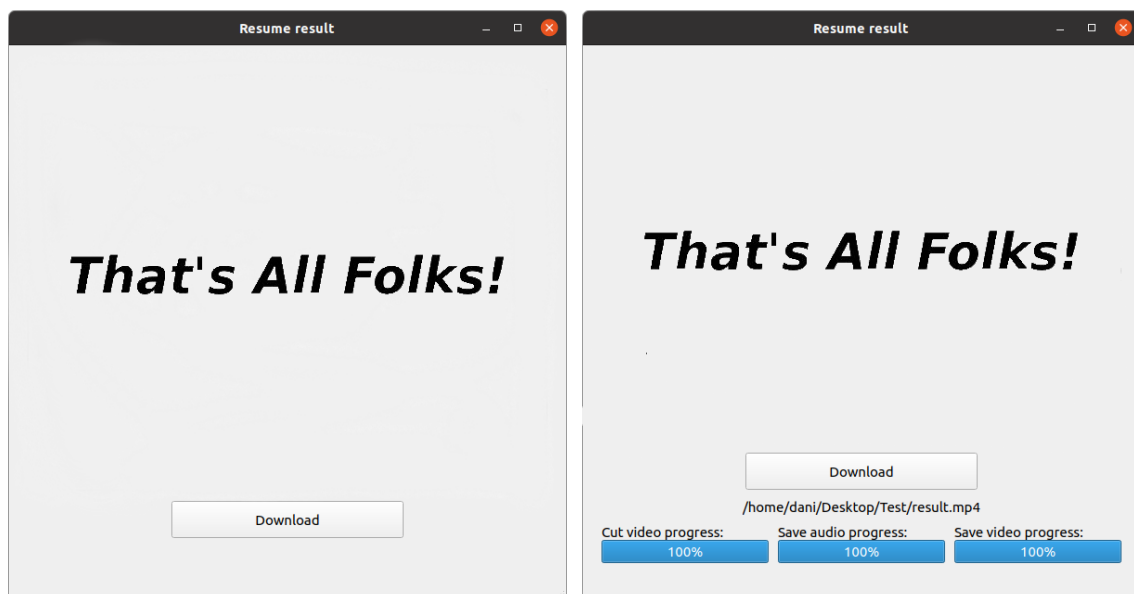 Resume result
That's All Folks!
Download
Resume result
That's All Folks!
Download
/home/dani/Desktop/Test/result.mp4
Cut video progress: Save audio progress: Save video progress:
100% 100% 100%